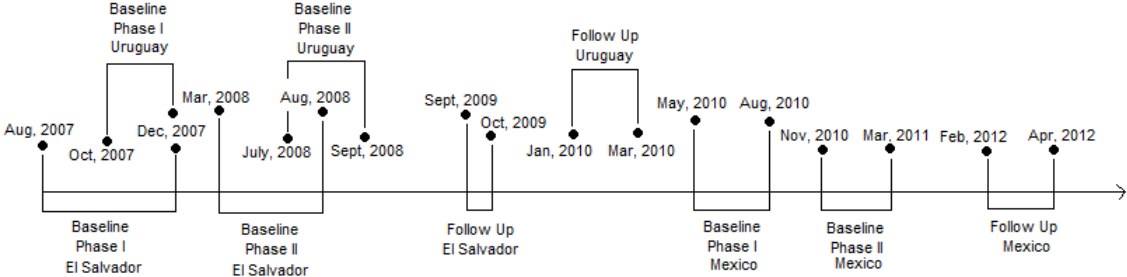 Baseline
Phase I
Uruguay
Baseline
Phase II
Uruguay
Follow Up
Uruguay
Mar, 2008
Aug, 2008
Sept, 2009
May, 2010
Aug, 2010
Aug, 2007
Oct, 2007
Dec, 2007
July, 2008
Sept, 2008
Oct, 2009
Jan, 2010
Mar, 2010
Nov, 2010
Mar, 2011
Feb, 2012
Apr, 2012
Baseline
Phase I
El Salvador
Baseline
Phase II
El Salvador
Follow Up
El Salvador
Baseline
Phase I
Mexico
Baseline
Phase II
Mexico
Follow Up
Mexico